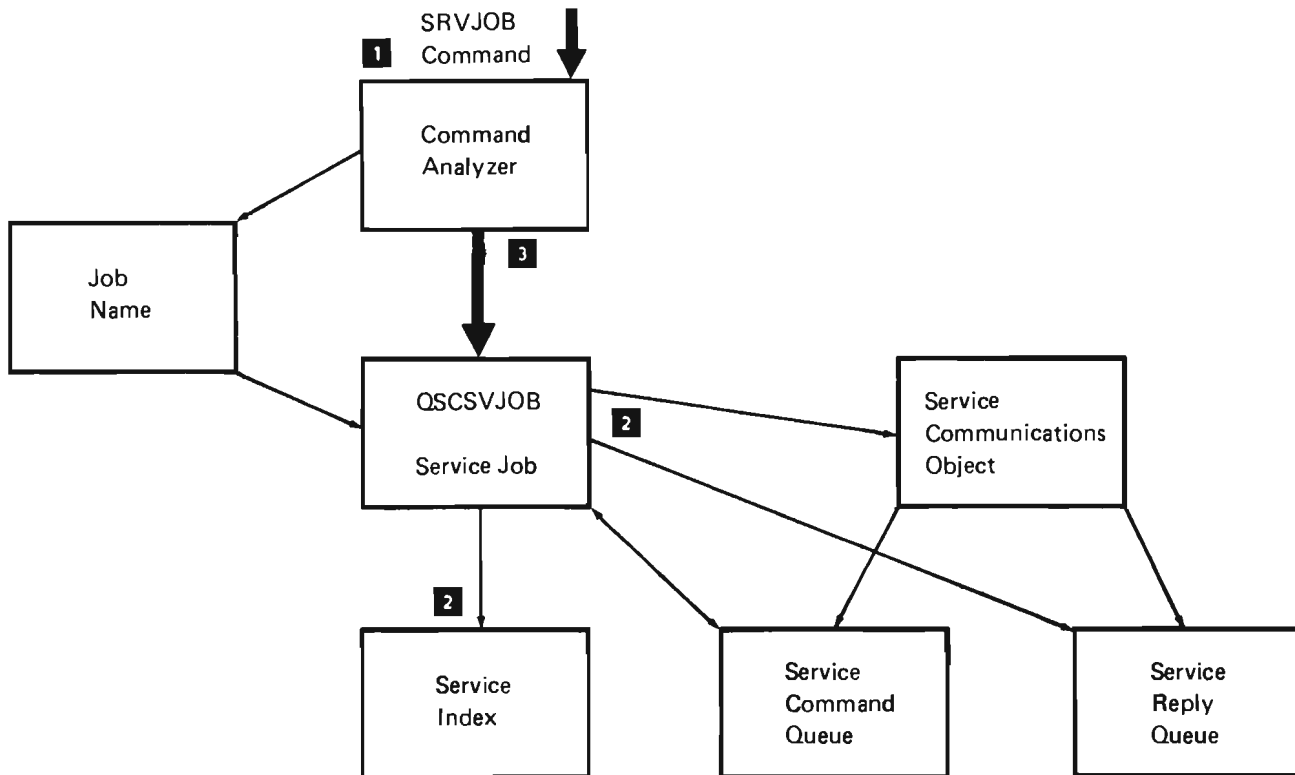 SRVJOB
1 Command
Command
Analyzer
3
Job
Name
QSCSVJOB
Service Job
2
Service
Communications
Object
2
Service
Index
Service
Command
Queue
Service
Reply
Queue